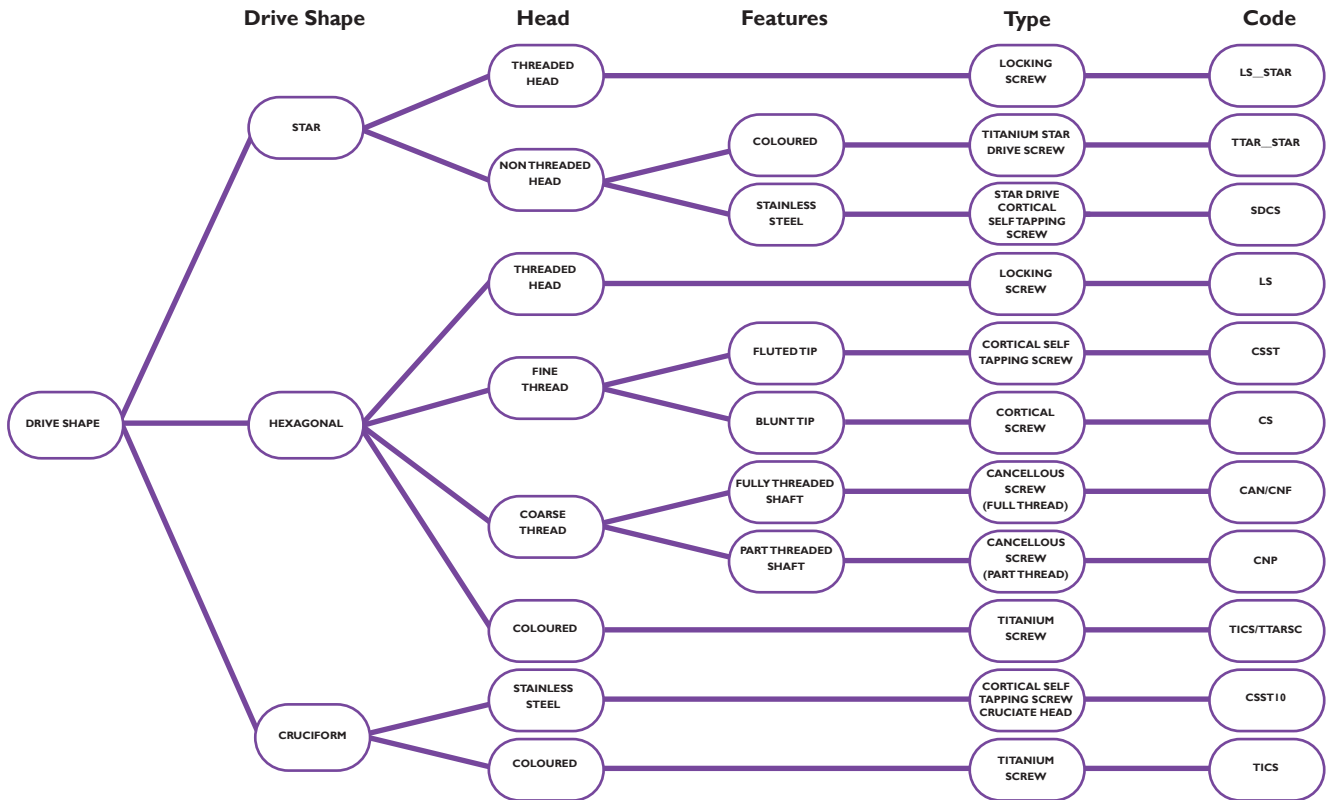 Drive Shape
Head
Features
Type
Code
THREADED
HEAD
LOCKING
SCREW
LS__STAR
STAR
NON THREADED
HEAD
COLOURED
TITANIUM STAR
DRIVE SCREW
TTAR__STAR
STAINLESS
STEEL
STAR DRIVE
CORTICAL
SELF TAPPING
SCREW
SDCS
THREADED
HEAD
LOCKING
SCREW
LS
FINE
THREAD
FLUTED TIP
CORTICAL SELF
TAPPING SCREW
CSST
DRIVE SHAPE
HEXAGONAL
BLUNT TIP
CORTICAL
SCREW
CS
COARSE
THREAD
FULLY THREADED
SHAFT
CANCELLOUS
SCREW
(FULL THREAD)
CAN/CNF
PART THREADED
SHAFT
CANCELLOUS
SCREW
(PART THREAD)
CNP
COLOURED
TITANIUM
SCREW
TICS/TTARSC
STAINLESS
STEEL
CORTICAL SELF
TAPPING SCREW
CRUCIATE HEAD
CSST10
CRUCIFORM
COLOURED
TITANIUM
SCREW
TICS